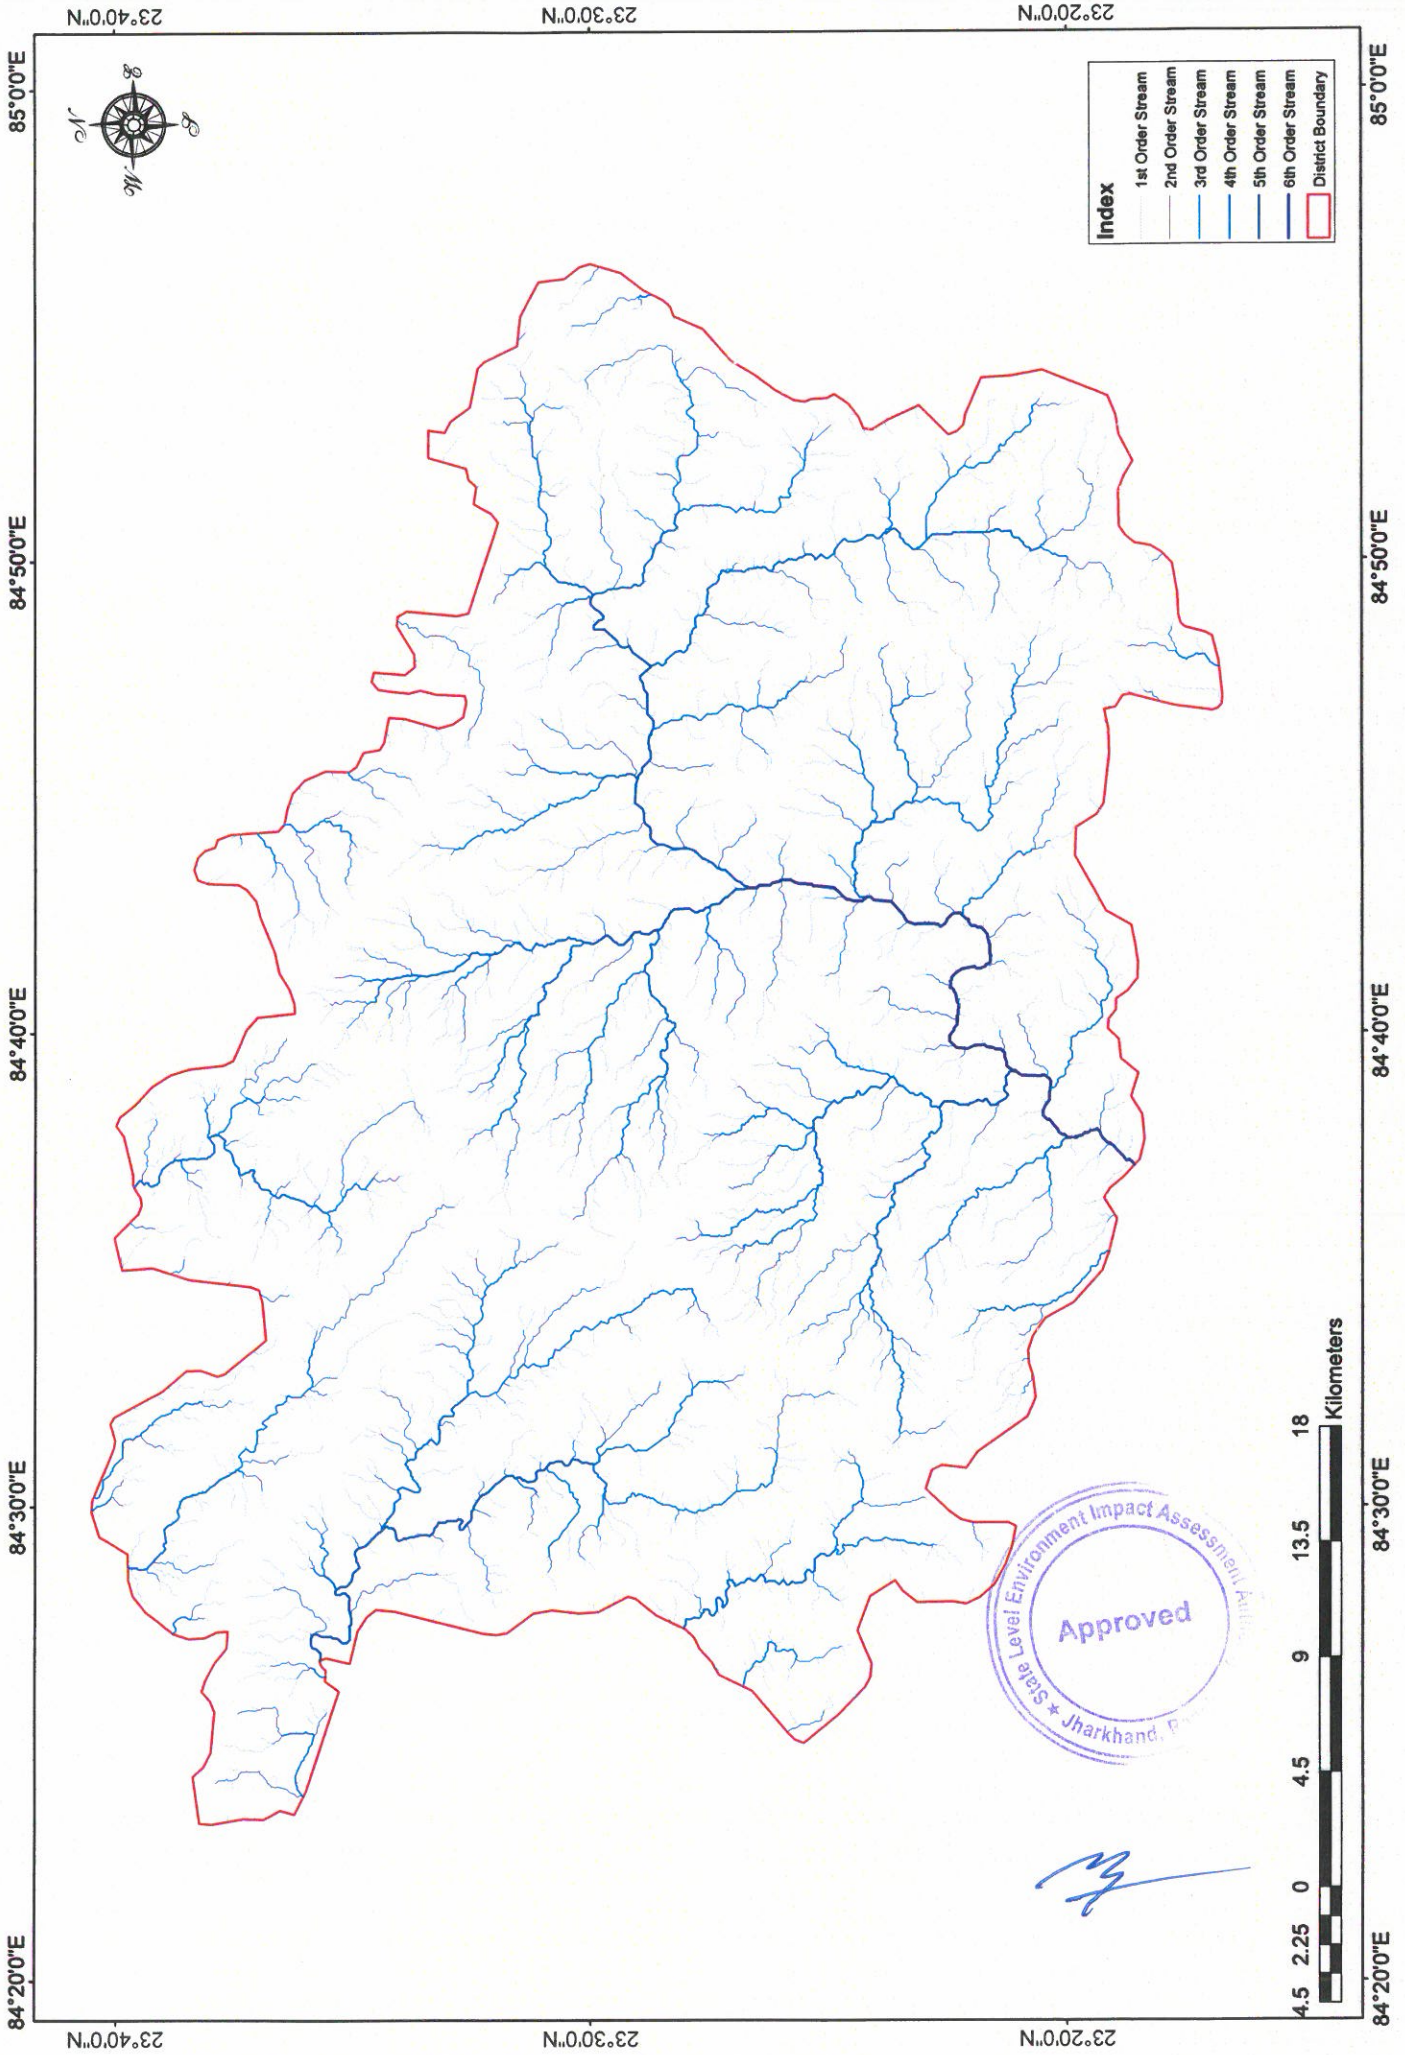 84°20'0"E
84°30'0"E
84°40'0"E
84°50'0"E
85°0'0"E
23°40'0"N
23°40'0"N
N
W
E
S
23°30'0"N
23°30'0"N
23°20'0"N
23°20'0"N
State Level Environment Impact Assessment
Approved
★ Jharkhand,
Index
1st Order Stream
2nd Order Stream
3rd Order Stream
4th Order Stream
5th Order Stream
6th Order Stream
District Boundary
4.5 2.25 0 4.5 9 13.5 18
Kilometers
84°20'0"E
84°30'0"E
84°40'0"E
84°50'0"E
85°0'0"E